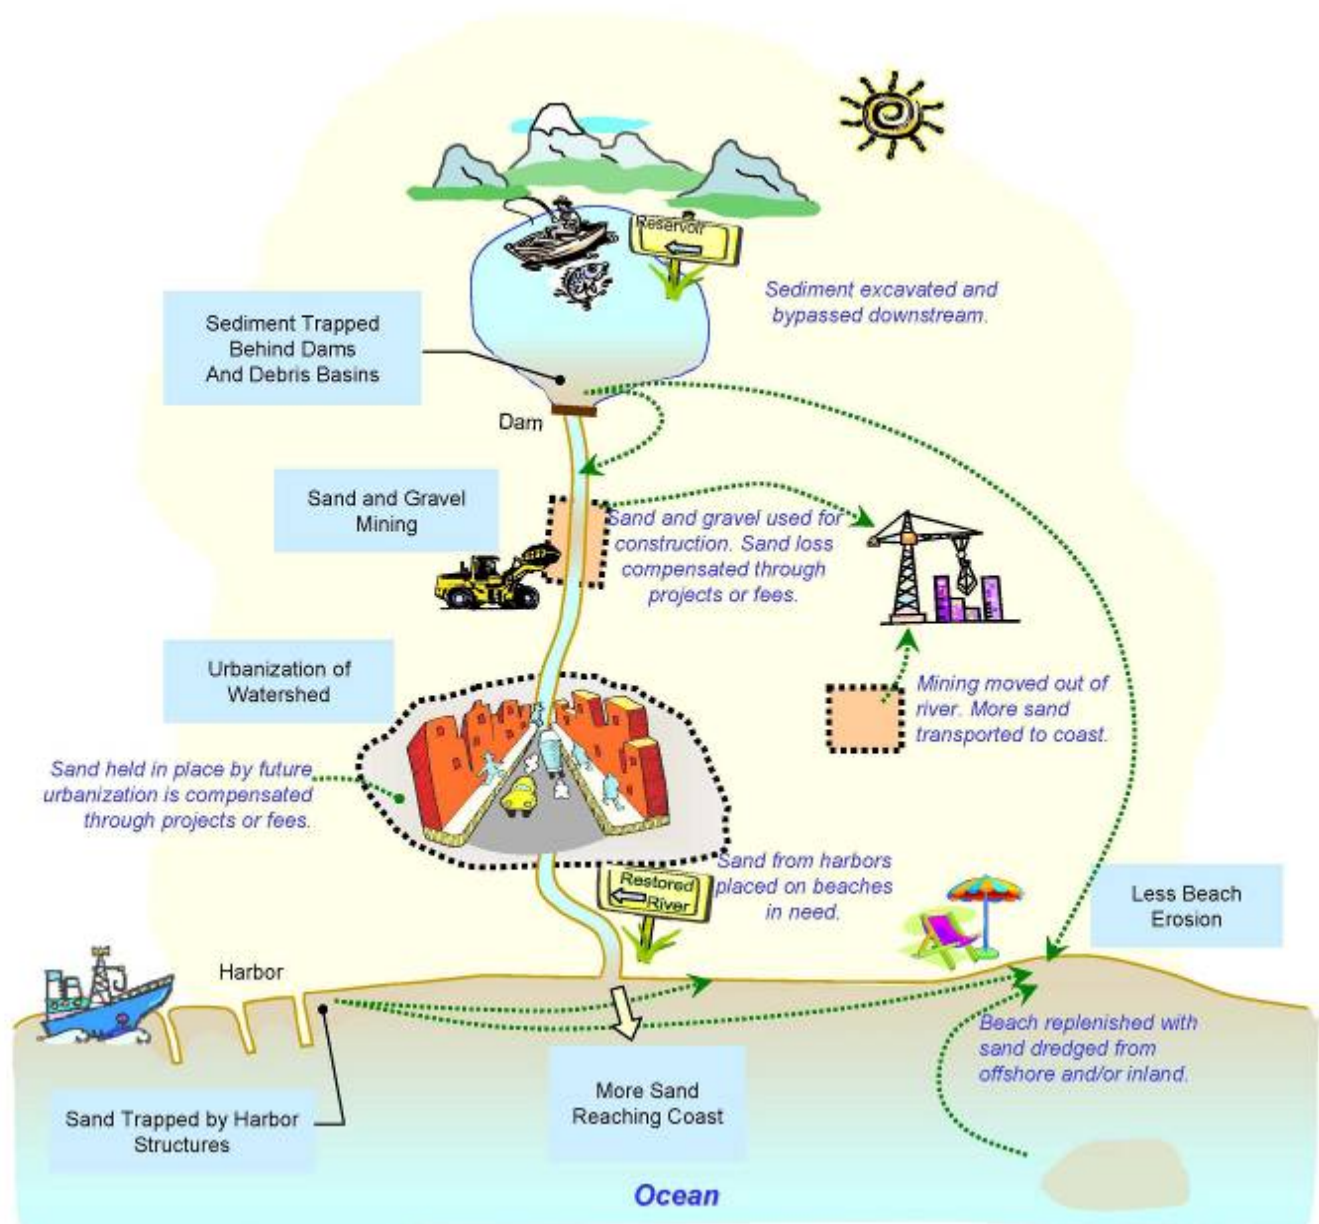 Reservoir
Sediment excavated and
bypassed downstream.
Sediment Trapped
Behind Dams
And Debris Basins
Dam
Sand and Gravel
Mining
Sand and gravel used for
construction. Sand loss
compensated through
projects or fees.
Urbanization of
Watershed
Mining moved out of
river. More sand
transported to coast.
Sand held in place by future
urbanization is compensated
through projects or fees.
Sand from harbors
placed on beaches
in need.
Restored
River
Less Beach
Erosion
Harbor
Beach replenished with
sand dredged from
offshore and/or inland.
More Sand
Reaching Coast
Sand Trapped by Harbor
Structures
Ocean